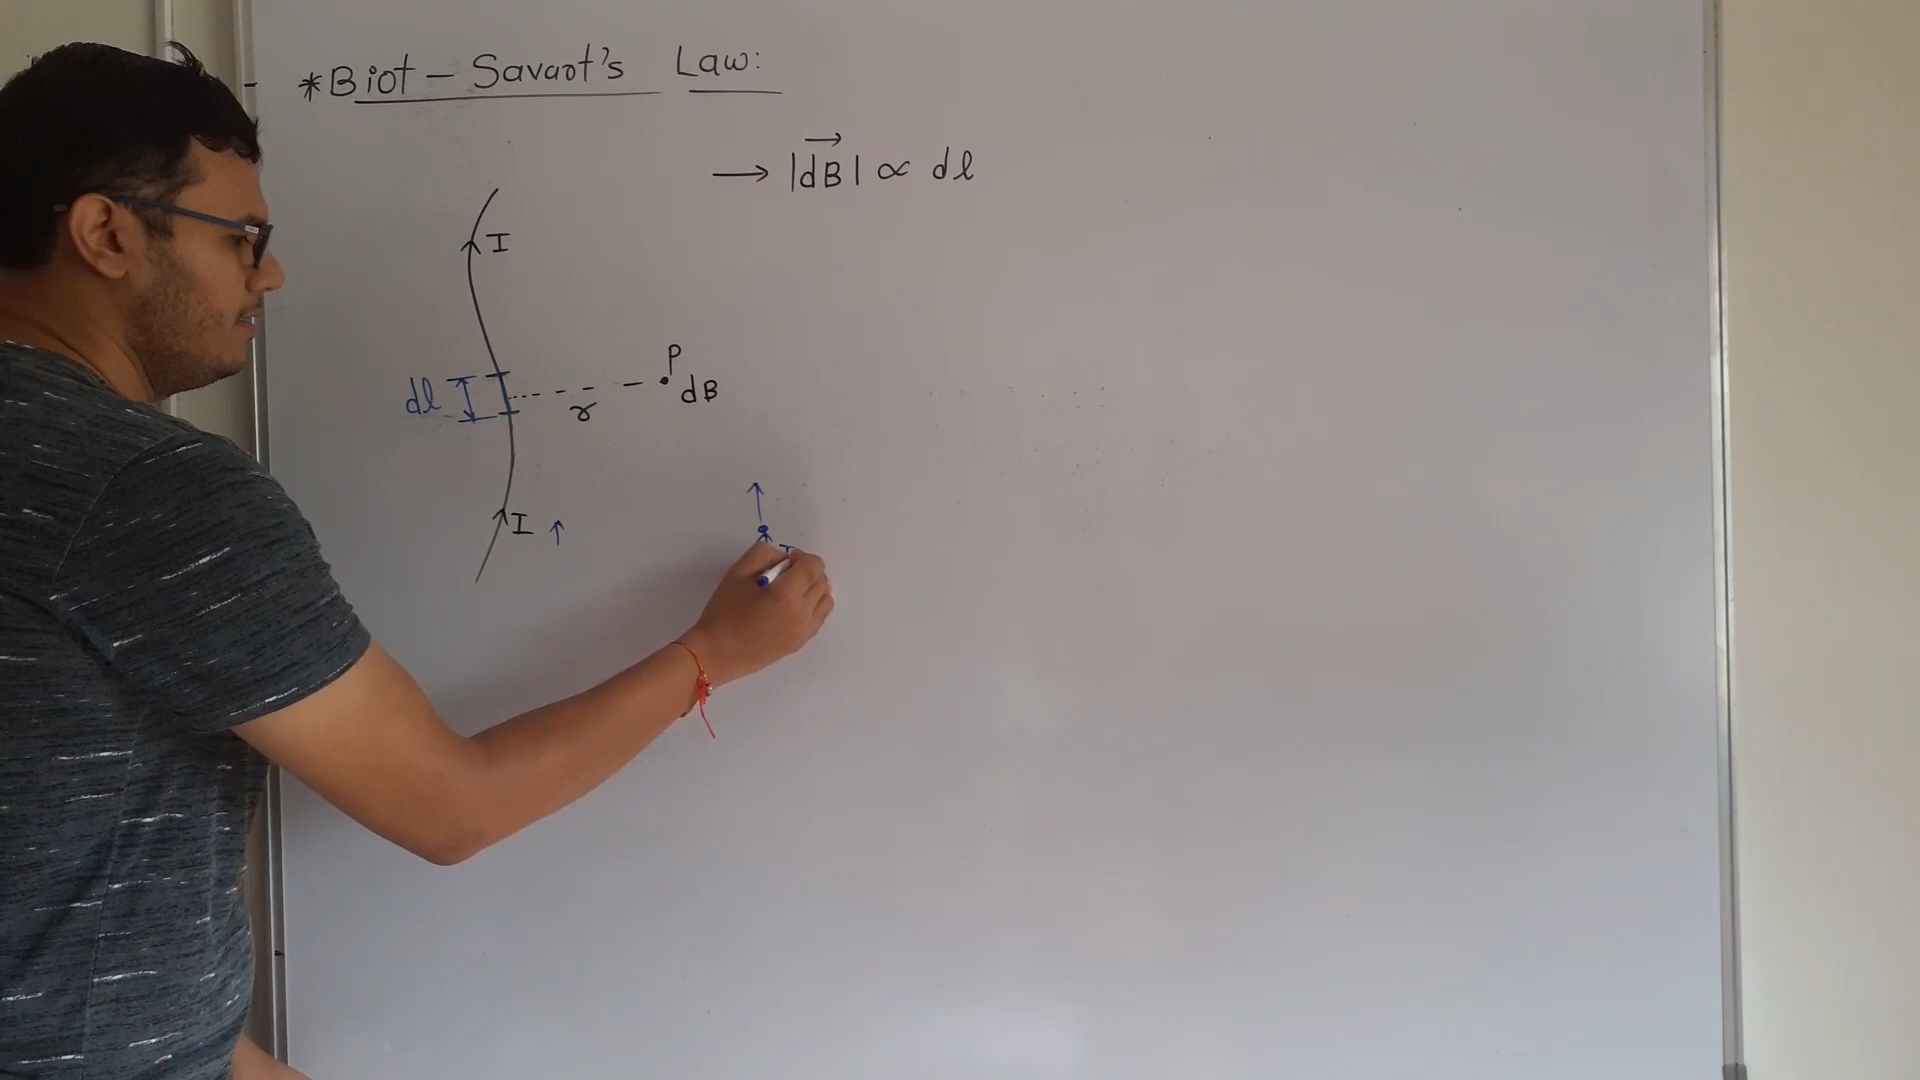 *Biot - Savart's Law:
→ |dB| ∝ dl
I
P
dl
r
dB
I ↑
I